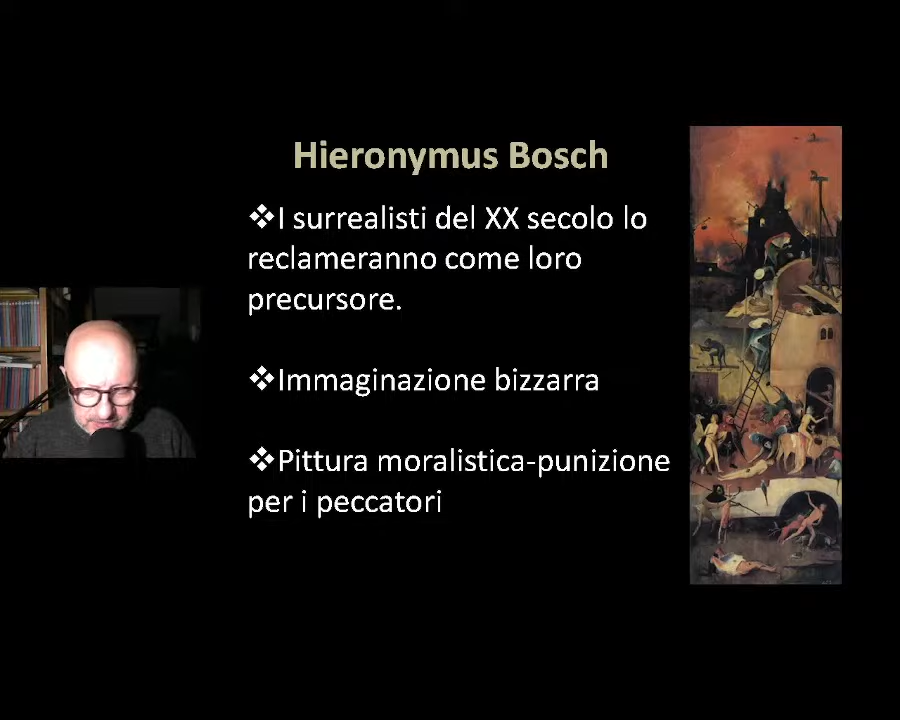 Hieronymus Bosch
❖I surrealisti del XX secolo lo
reclameranno come loro
precursore.
❖Immaginazione bizzarra
❖Pittura moralistica-punizione
per i peccatori